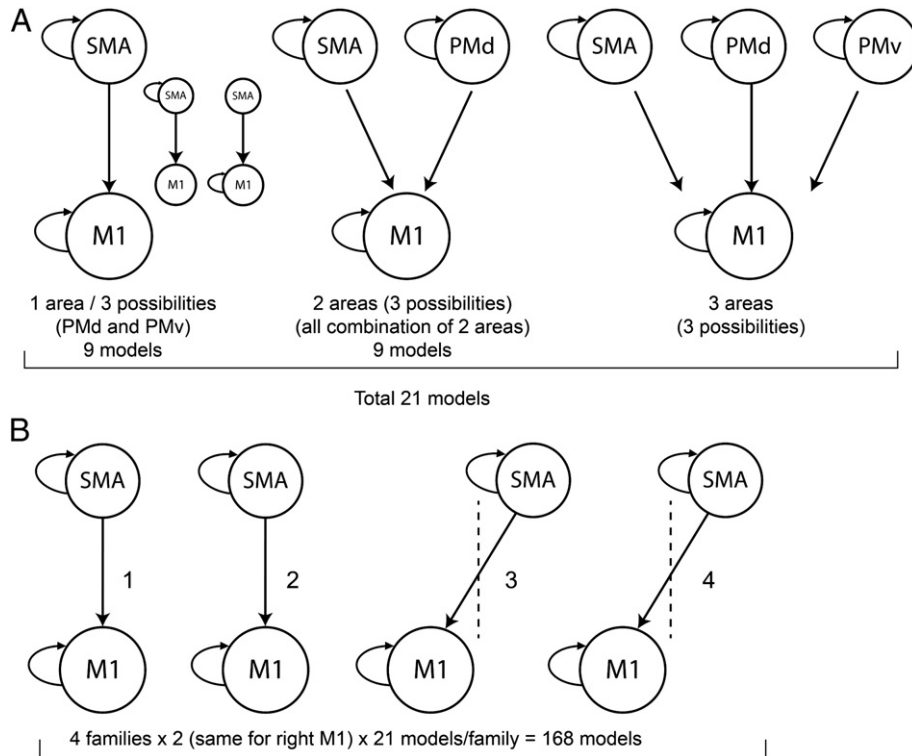 A
SMA
SMA
PMd
SMA
PMd
PMv
SMA
SMA
M1
M1
M1
M1
M1
1 area / 3 possibilities
(PMd and PMv)
9 models
2 areas (3 possibilities)
(all combination of 2 areas)
9 models
3 areas
(3 possibilities)
Total 21 models
B
SMA
SMA
SMA
SMA
1
2
3
4
M1
M1
M1
M1
4 families x 2 (same for right M1) x 21 models/family = 168 models